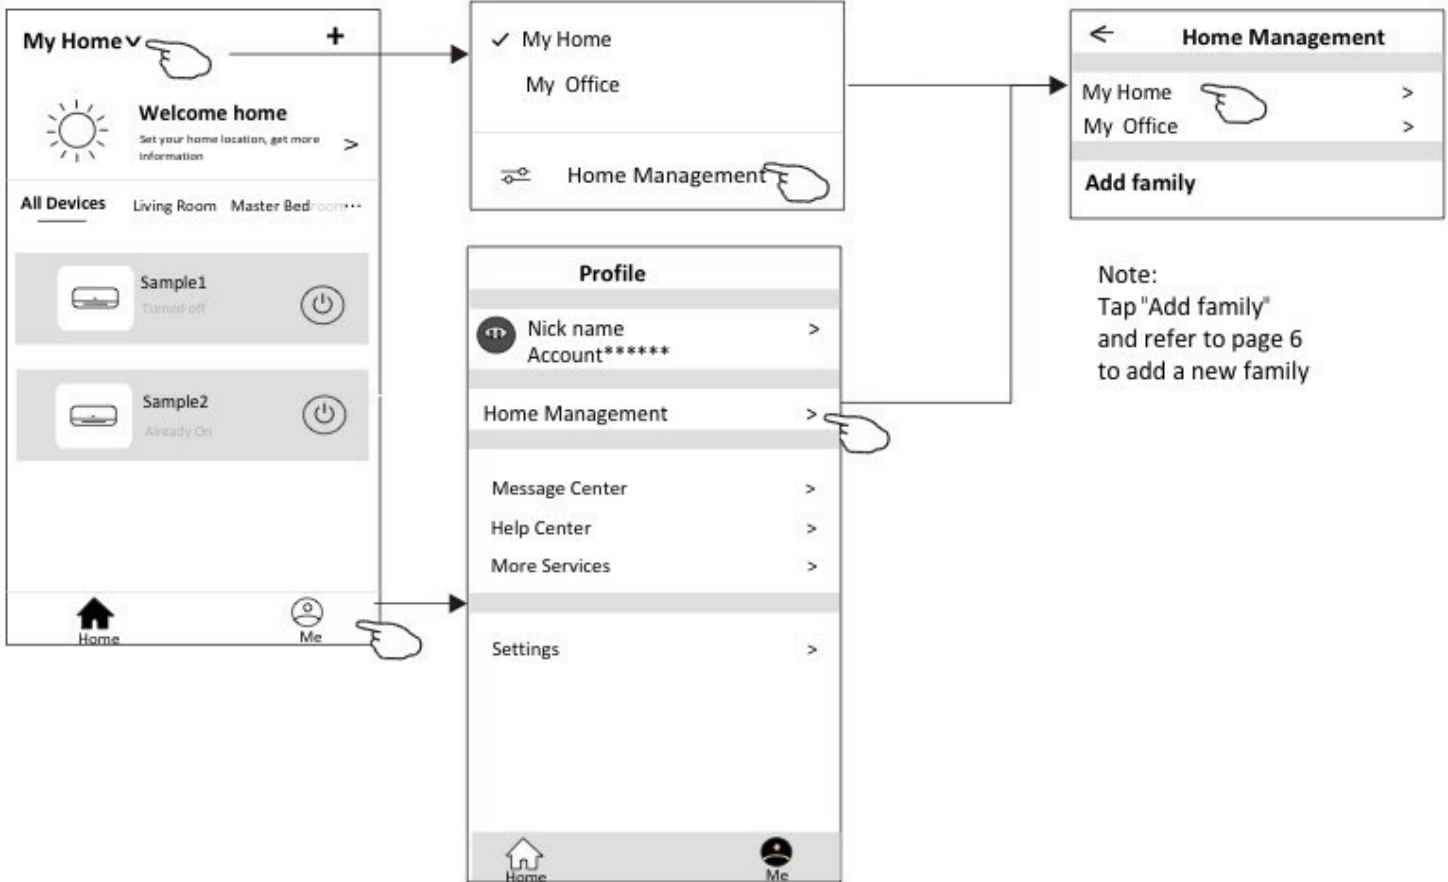 My Home
+
Welcome home
Set your home location, get more
information
>
All Devices
Living Room
Master Bedroom...
Sample1
Turned off
Sample2
Already On
Home
Me
✓ My Home
My Office
Home Management
Profile
Nick name >
Account******
Home Management >
Message Center >
Help Center >
More Services >
Settings >
Home
Me
Home Management
My Home >
My Office >
Add family
Note:
Tap "Add family"
and refer to page 6
to add a new family